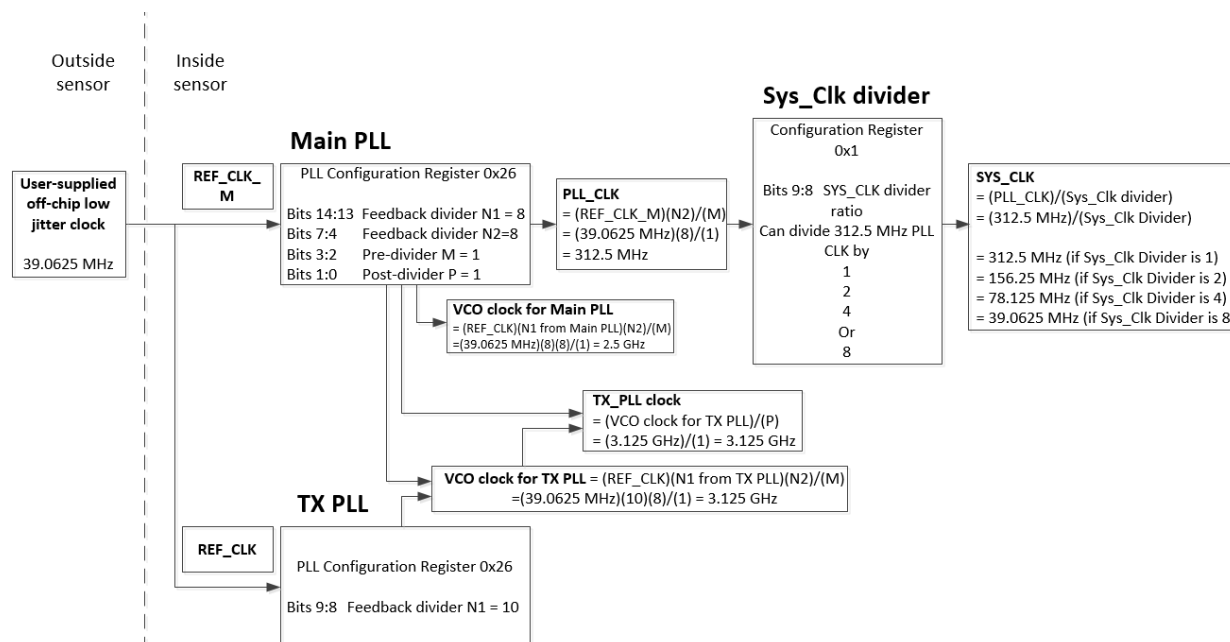 Outside
sensor
Inside
sensor
User-supplied
off-chip low
jitter clock
39.0625 MHz
REF_CLK_
M
Main PLL
PLL Configuration Register 0x26
Bits 14:13 Feedback divider N1 = 8
Bits 7:4 Feedback divider N2=8
Bits 3:2 Pre-divider M = 1
Bits 1:0 Post-divider P = 1
PLL_CLK
= (REF_CLK_M)(N2)/(M)
= (39.0625 MHz)(8)/(1)
= 312.5 MHz
Sys_Clk divider
Configuration Register
0x1
Bits 9:8 SYS_CLK divider
ratio
Can divide 312.5 MHz PLL
CLK by
1
2
4
Or
8
SYS_CLK
= (PLL_CLK)/(Sys_Clk divider)
= (312.5 MHz)/(Sys_Clk Divider)
= 312.5 MHz (if Sys_Clk Divider is 1)
= 156.25 MHz (if Sys_Clk Divider is 2)
= 78.125 MHz (if Sys_Clk Divider is 4)
= 39.0625 MHz (if Sys_Clk Divider is 8
VCO clock for Main PLL
= (REF_CLK)(N1 from Main PLL)(N2)/(M)
=(39.0625 MHz)(8)(8)/(1) = 2.5 GHz
TX_PLL clock
= (VCO clock for TX PLL)/(P)
= (3.125 GHz)/(1) = 3.125 GHz
VCO clock for TX PLL = (REF_CLK)(N1 from TX PLL)(N2)/(M)
=(39.0625 MHz)(10)(8)/(1) = 3.125 GHz
TX PLL
REF_CLK
PLL Configuration Register 0x26
Bits 9:8 Feedback divider N1 = 10